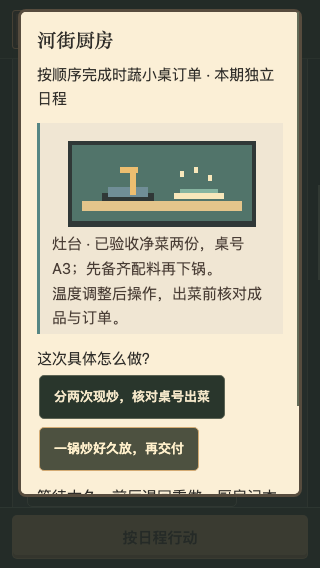 河街厨房
按顺序完成时蔬小桌订单 · 本期独立
日程
灶台 · 已验收净菜两份，桌号
A3；先备齐配料再下锅。
温度调整后操作，出菜前核对成
品与订单。
这次具体怎么做?
分两次现炒，核对桌号出菜
一锅炒好久放，再交付
按日程行动